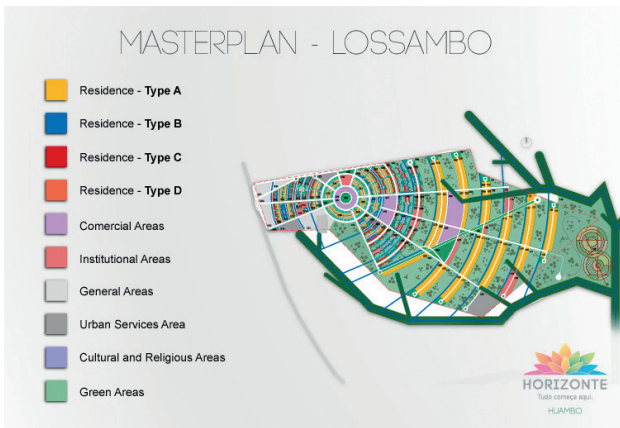 MASTERPLAN - LOSSAMBO
Residence - Type A
Residence - Type B
Residence - Type C
Residence - Type D
Comercial Areas
Institutional Areas
General Areas
Urban Services Area
Cultural and Religious Areas
Green Areas
HORIZONTE
Tudo começa aqui.
HUAMBO